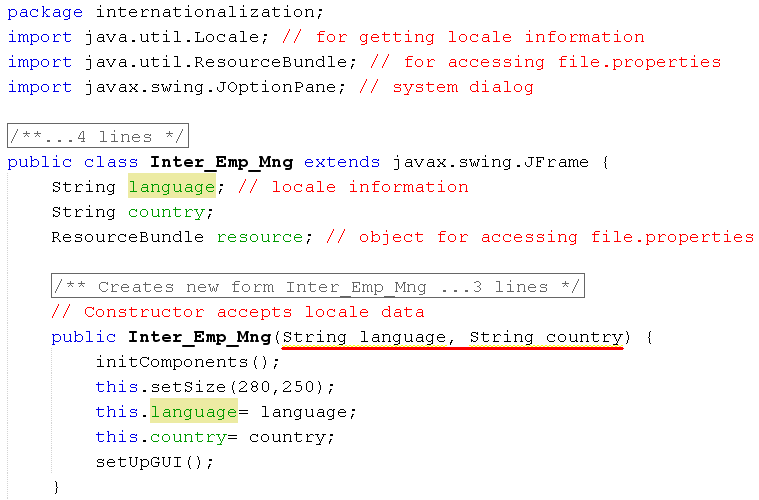 package internationalization;
import java.util.Locale; // for getting locale information
import java.util.ResourceBundle; // for accessing file.properties
import javax.swing.JOptionPane; // system dialog
/**...4 lines */
public class Inter_Emp_Mng extends javax.swing.JFrame {
String language; // locale information
String country;
ResourceBundle resource; // object for accessing file.properties
/** Creates new form Inter_Emp_Mng ...3 lines */
// Constructor accepts locale data
public Inter_Emp_Mng(String language, String country) {
initComponents();
this.setSize(280,250);
this.language= language;
this.country= country;
setUpGUI();
}